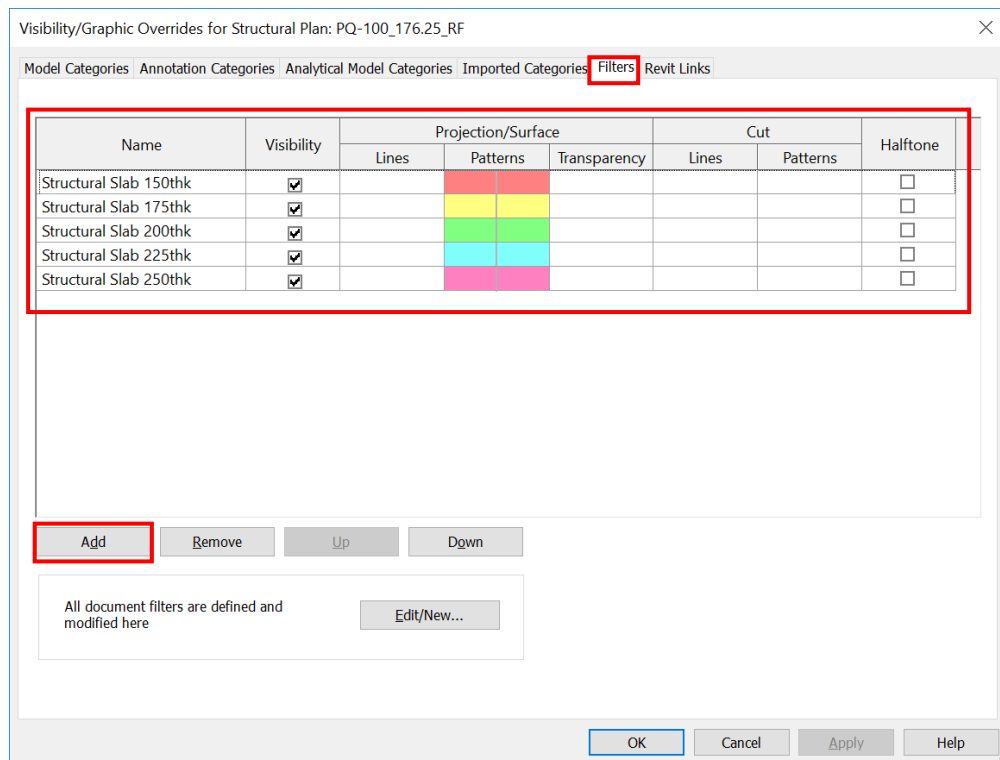 Visibility/Graphic Overrides for Structural Plan: PQ-100_176.25_RF
Model Categories Annotation Categories Analytical Model Categories Imported Categories Filters Revit Links
Name Visibility Projection/Surface Cut Halftone
Lines Patterns Transparency Lines Patterns
Structural Slab 150thk
Structural Slab 175thk
Structural Slab 200thk
Structural Slab 225thk
Structural Slab 250thk
Add Remove Up Down
All document filters are defined and
modified here
Edit/New...
OK Cancel Apply Help